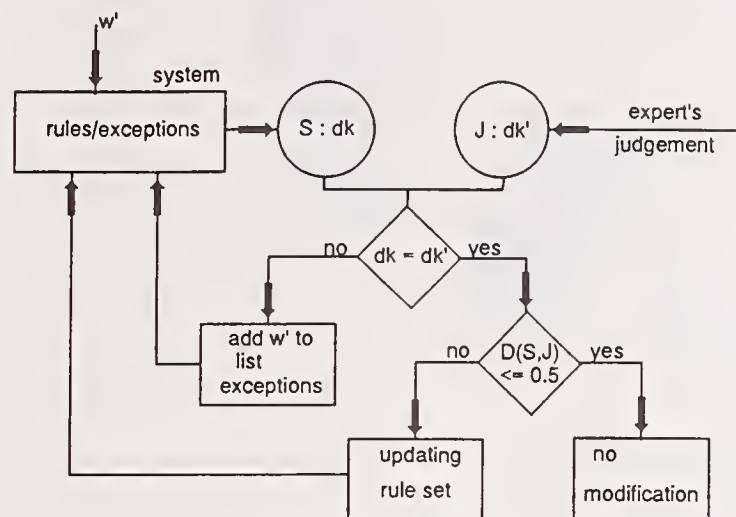 w'
system
rules/exceptions
S : dk
J : dk'
expert's
judgement
no
dk = dk'
yes
add w' to
list
exceptions
no
D(S,J)
<= 0.5
yes
updating
rule set
no
modification